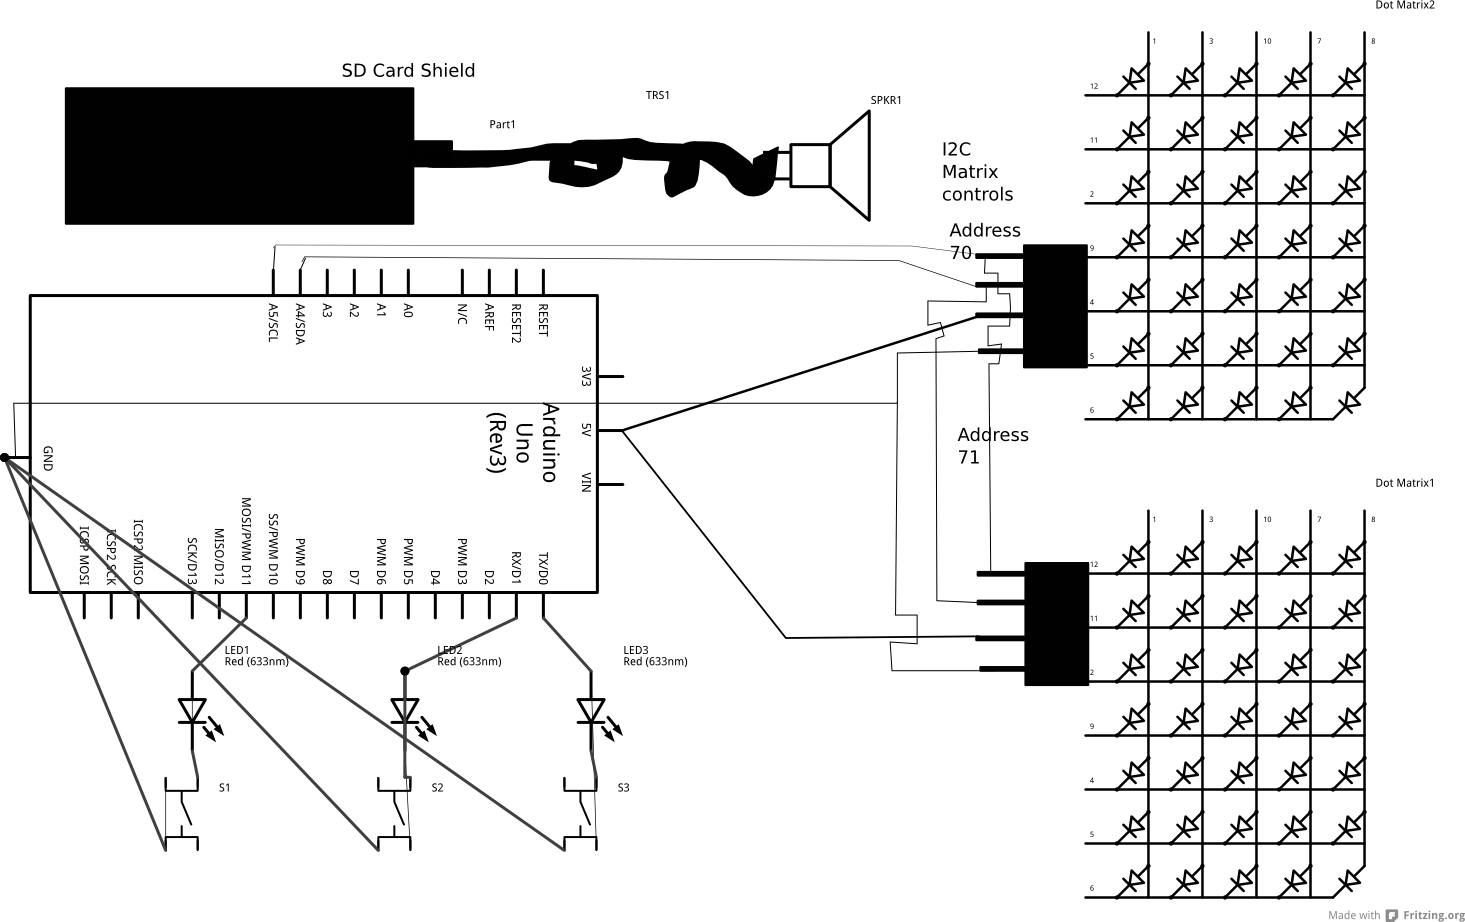 Dot Matrix2
1 3 10 7 8
SD Card Shield
TRS1
SPKR1
Part1
12
11
2
9
4
5
6
I2C
Matrix
controls
Address
70
A5/SCL
A4/SDA
A3
A2
A1
A0
N/C
AREF
RESET2
RESET
3V3
5V
VIN
Arduino
Uno
(Rev3)
GND
Address
71
Dot Matrix1
1 3 10 7 8
12
11
2
9
4
5
6
ICSP MOSI
ICSP2 SCK
ICSP2 MISO
SCK/D13
MISO/D12
MOSI/PWM D11
SS/PWM D10
PWM D9
D8
D7
PWM D6
PWM D5
D4
PWM D3
D2
RX/D1
TX/D0
LED1
Red (633nm)
LED2
Red (633nm)
LED3
Red (633nm)
S1
S2
S3
Made with Fritzing.org